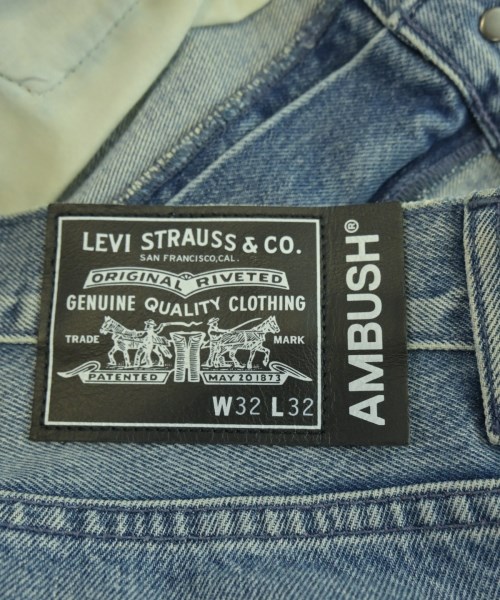 LEVI STRAUSS & CO.
SAN FRANCISCO, CAL.
ORIGINAL RIVETED
GENUINE QUALITY CLOTHING
TRADE MARK
PATENTED MAY 20 1873
W32 L32
AMBUSH®